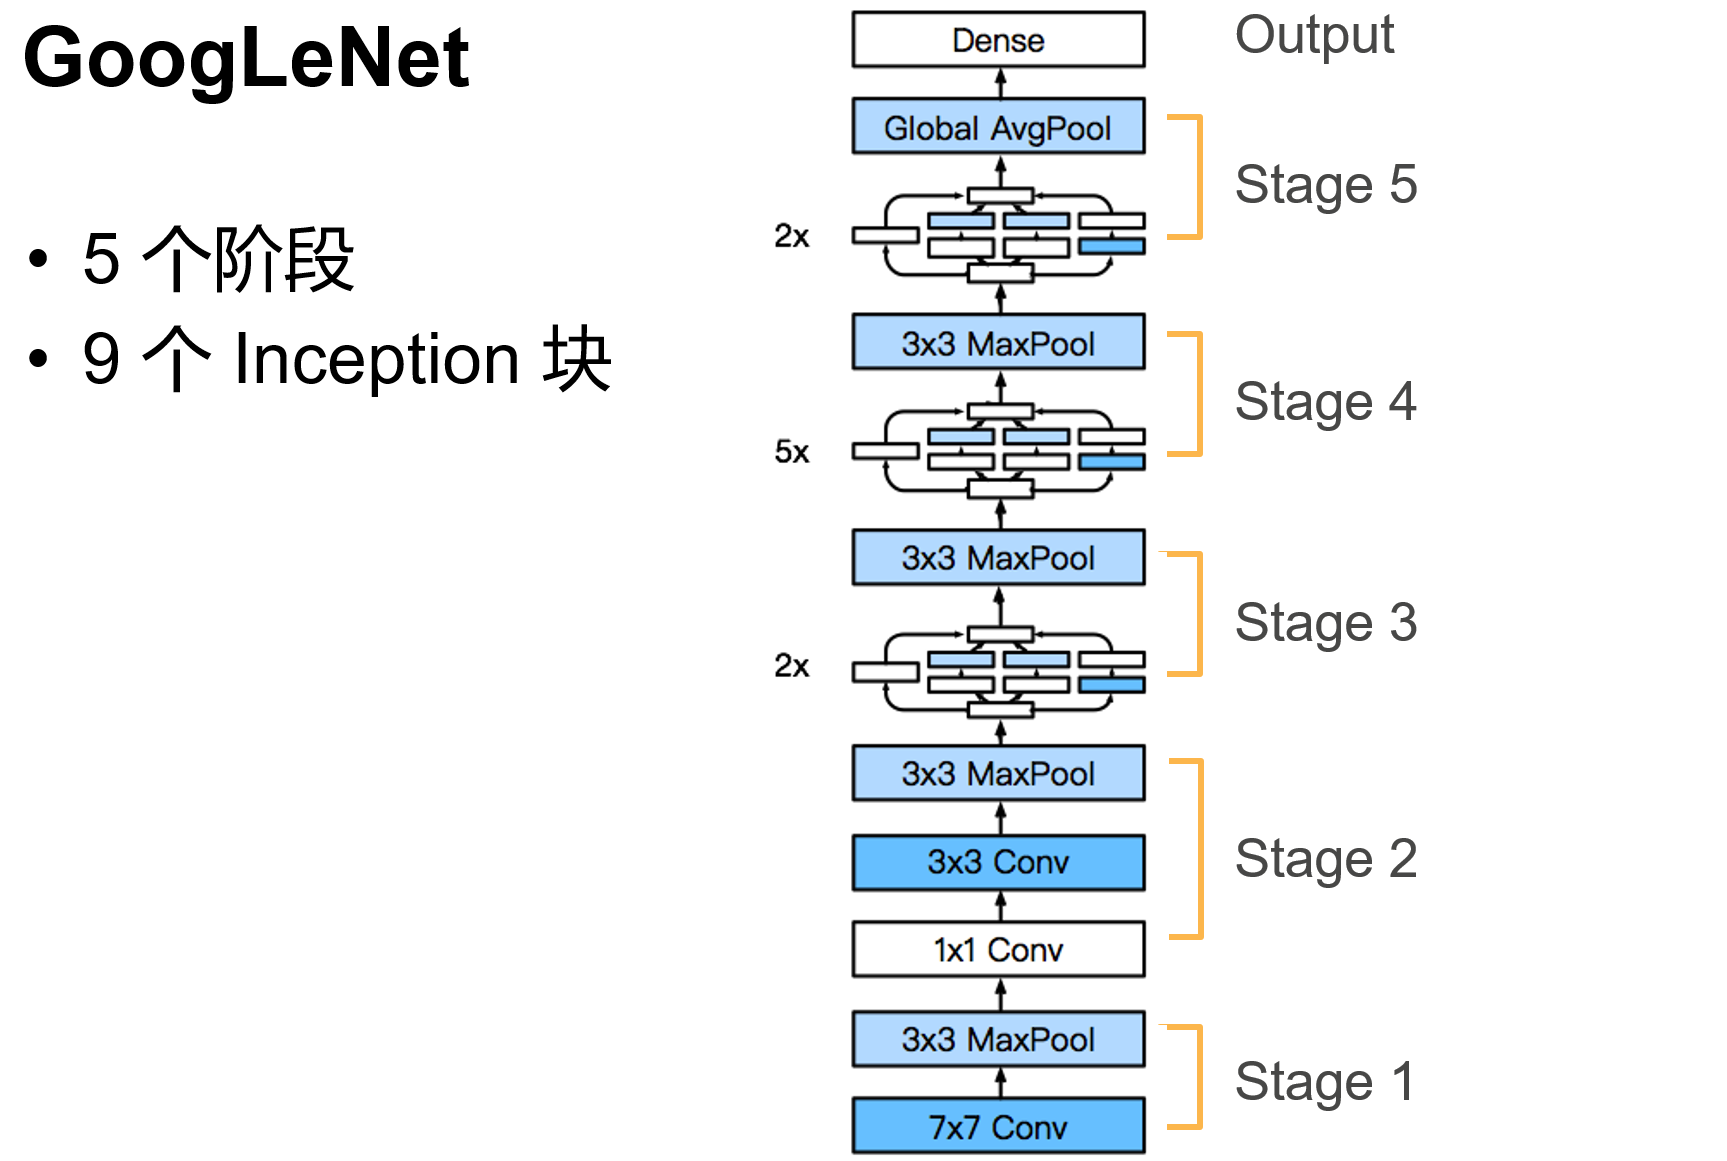 GoogLeNet
• 5 个阶段
• 9 个 Inception 块
Dense
Output
Global AvgPool
Stage 5
2x
3x3 MaxPool
Stage 4
5x
3x3 MaxPool
Stage 3
2x
3x3 MaxPool
3x3 Conv
Stage 2
1x1 Conv
3x3 MaxPool
Stage 1
7x7 Conv